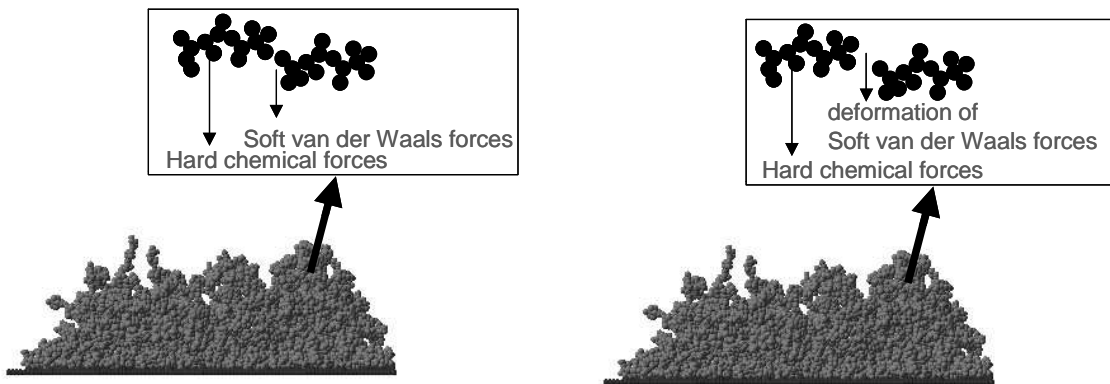 Soft van der Waals forces
Hard chemical forces
deformation of
Soft van der Waals forces
Hard chemical forces